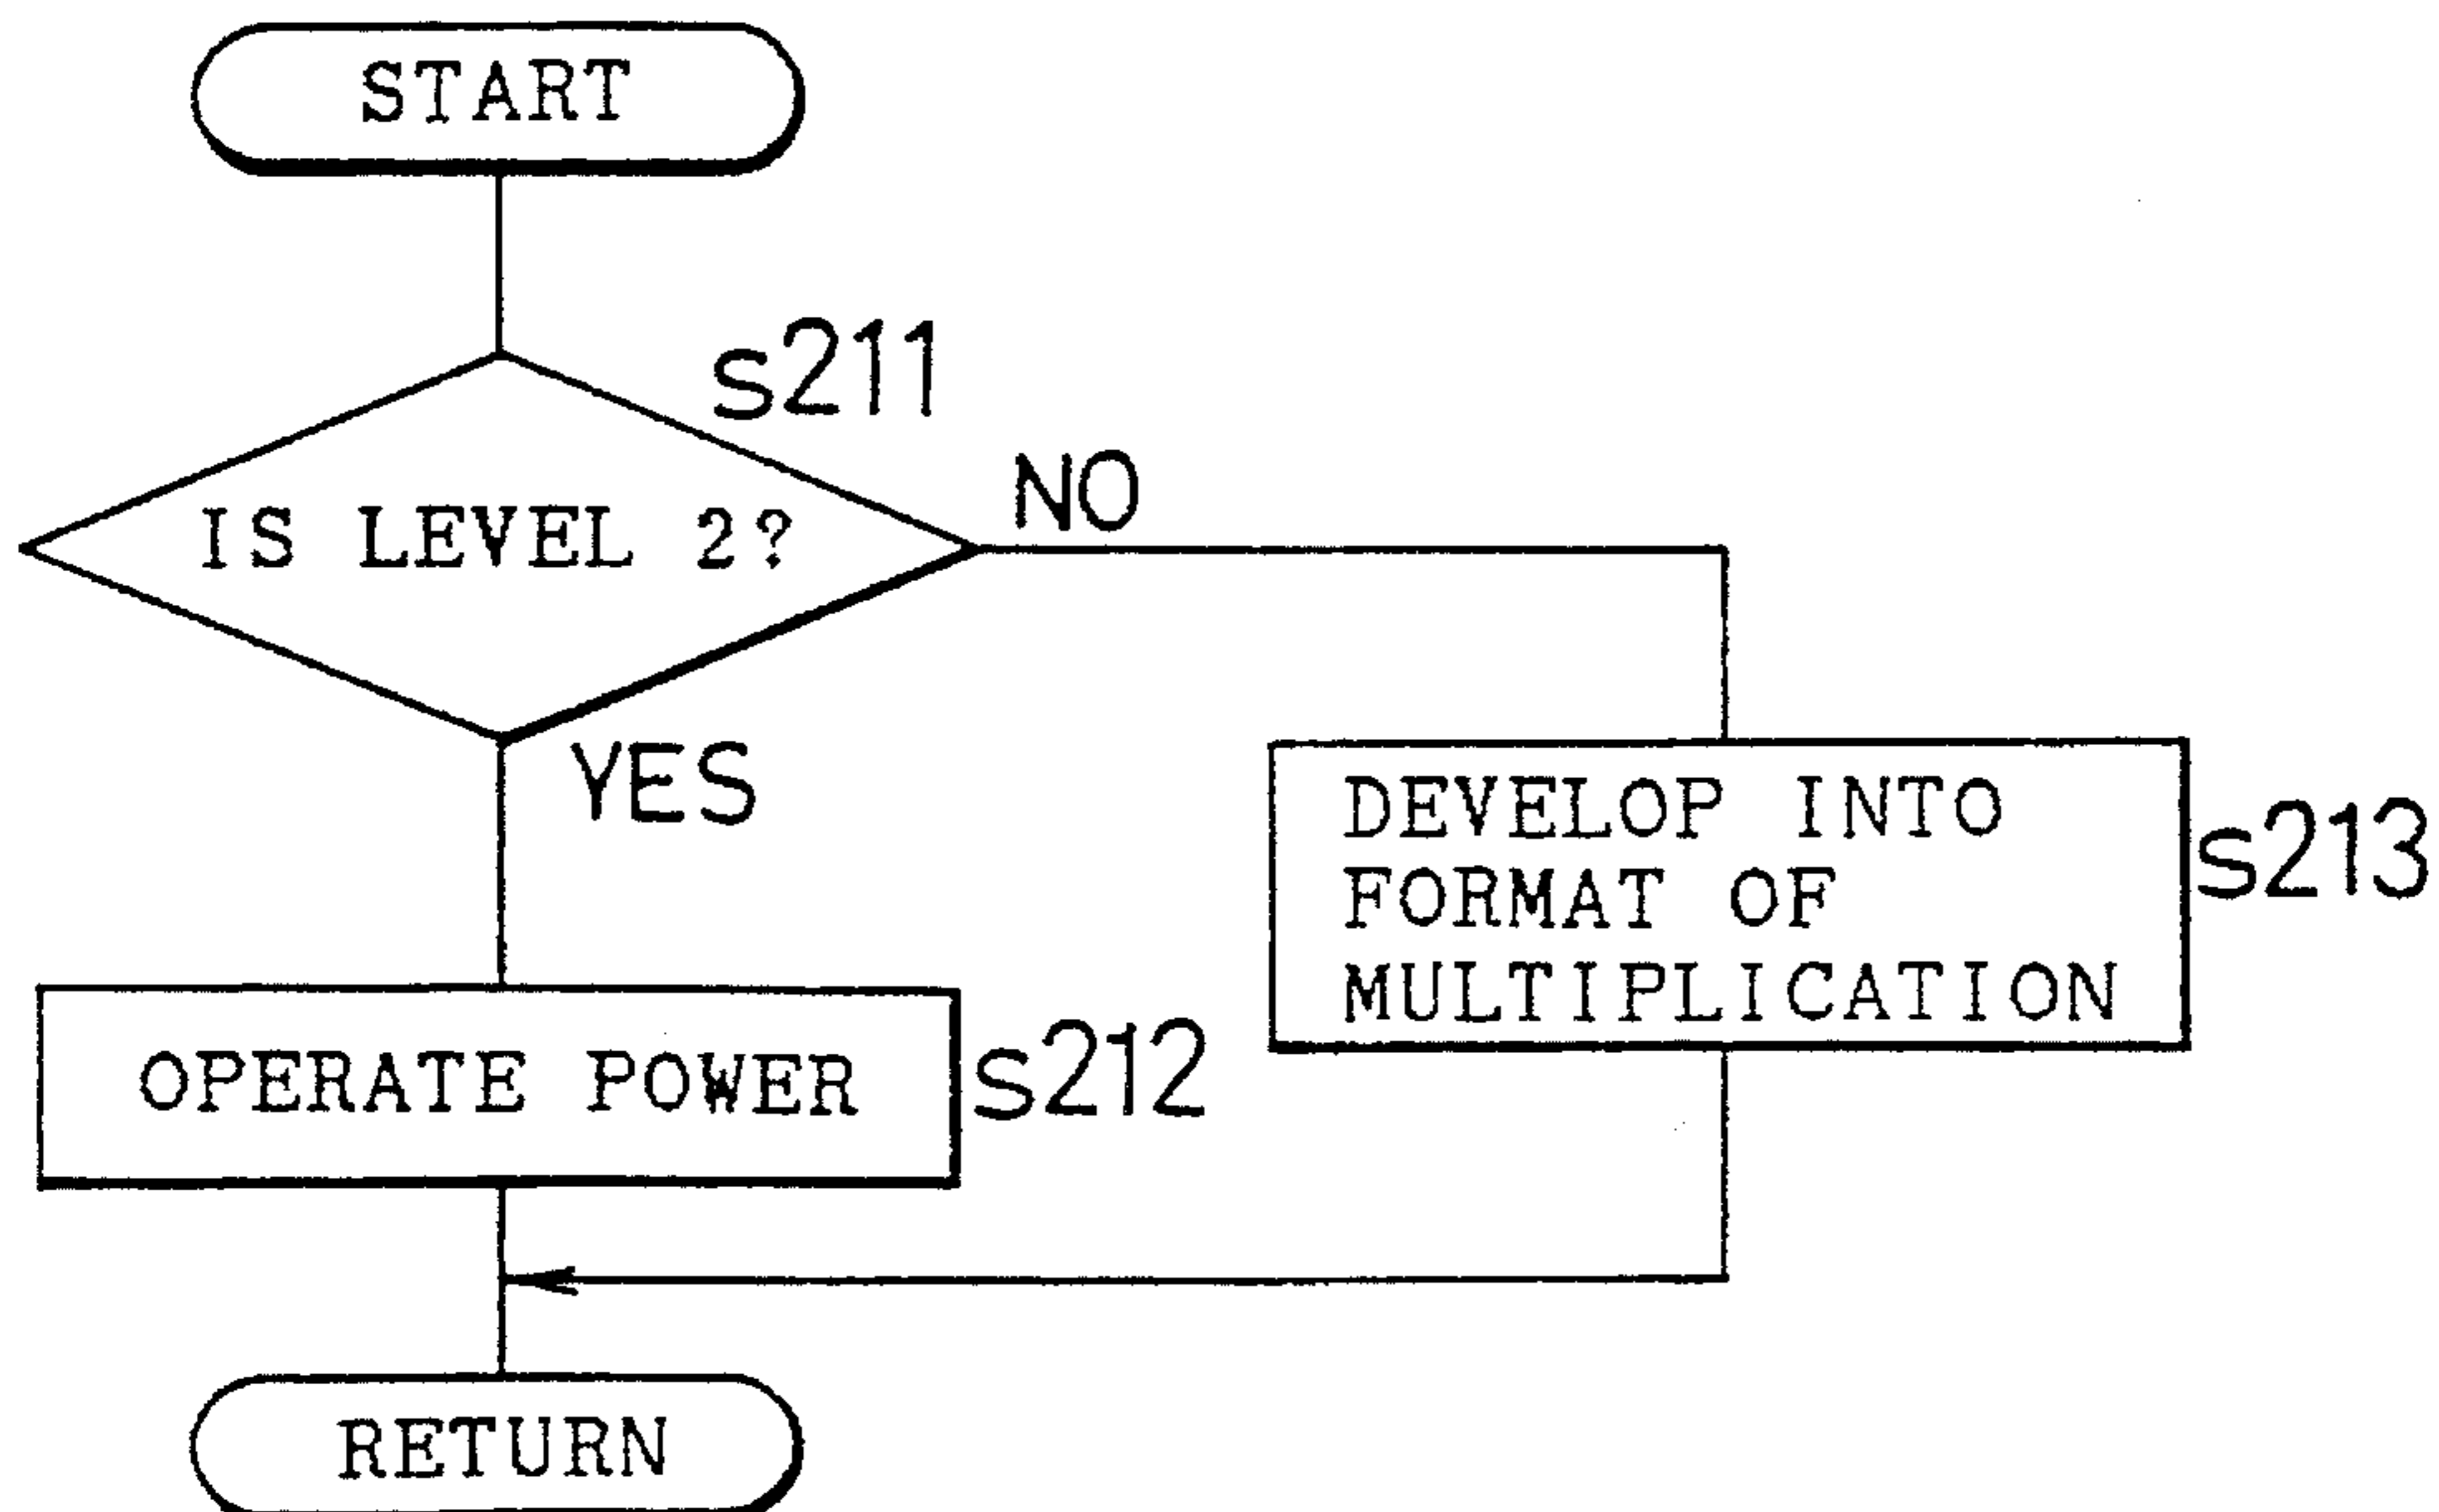 START
s211
IS LEVEL 2?
NO
YES
DEVELOP INTO
FORMAT OF
MULTIPLICATION
s213
OPERATE POWER
s212
RETURN